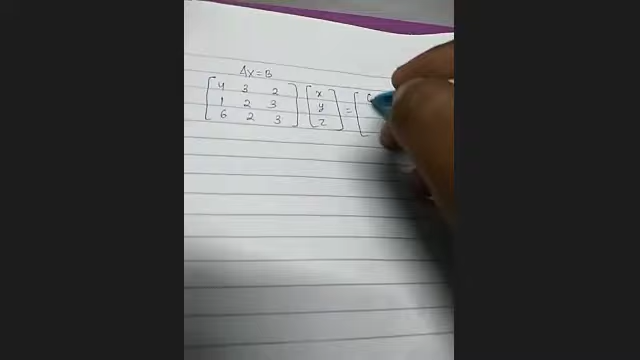 AX = B
[4 3 2] [x] = [
[1 2 3] [y]
[6 2 3] [z]